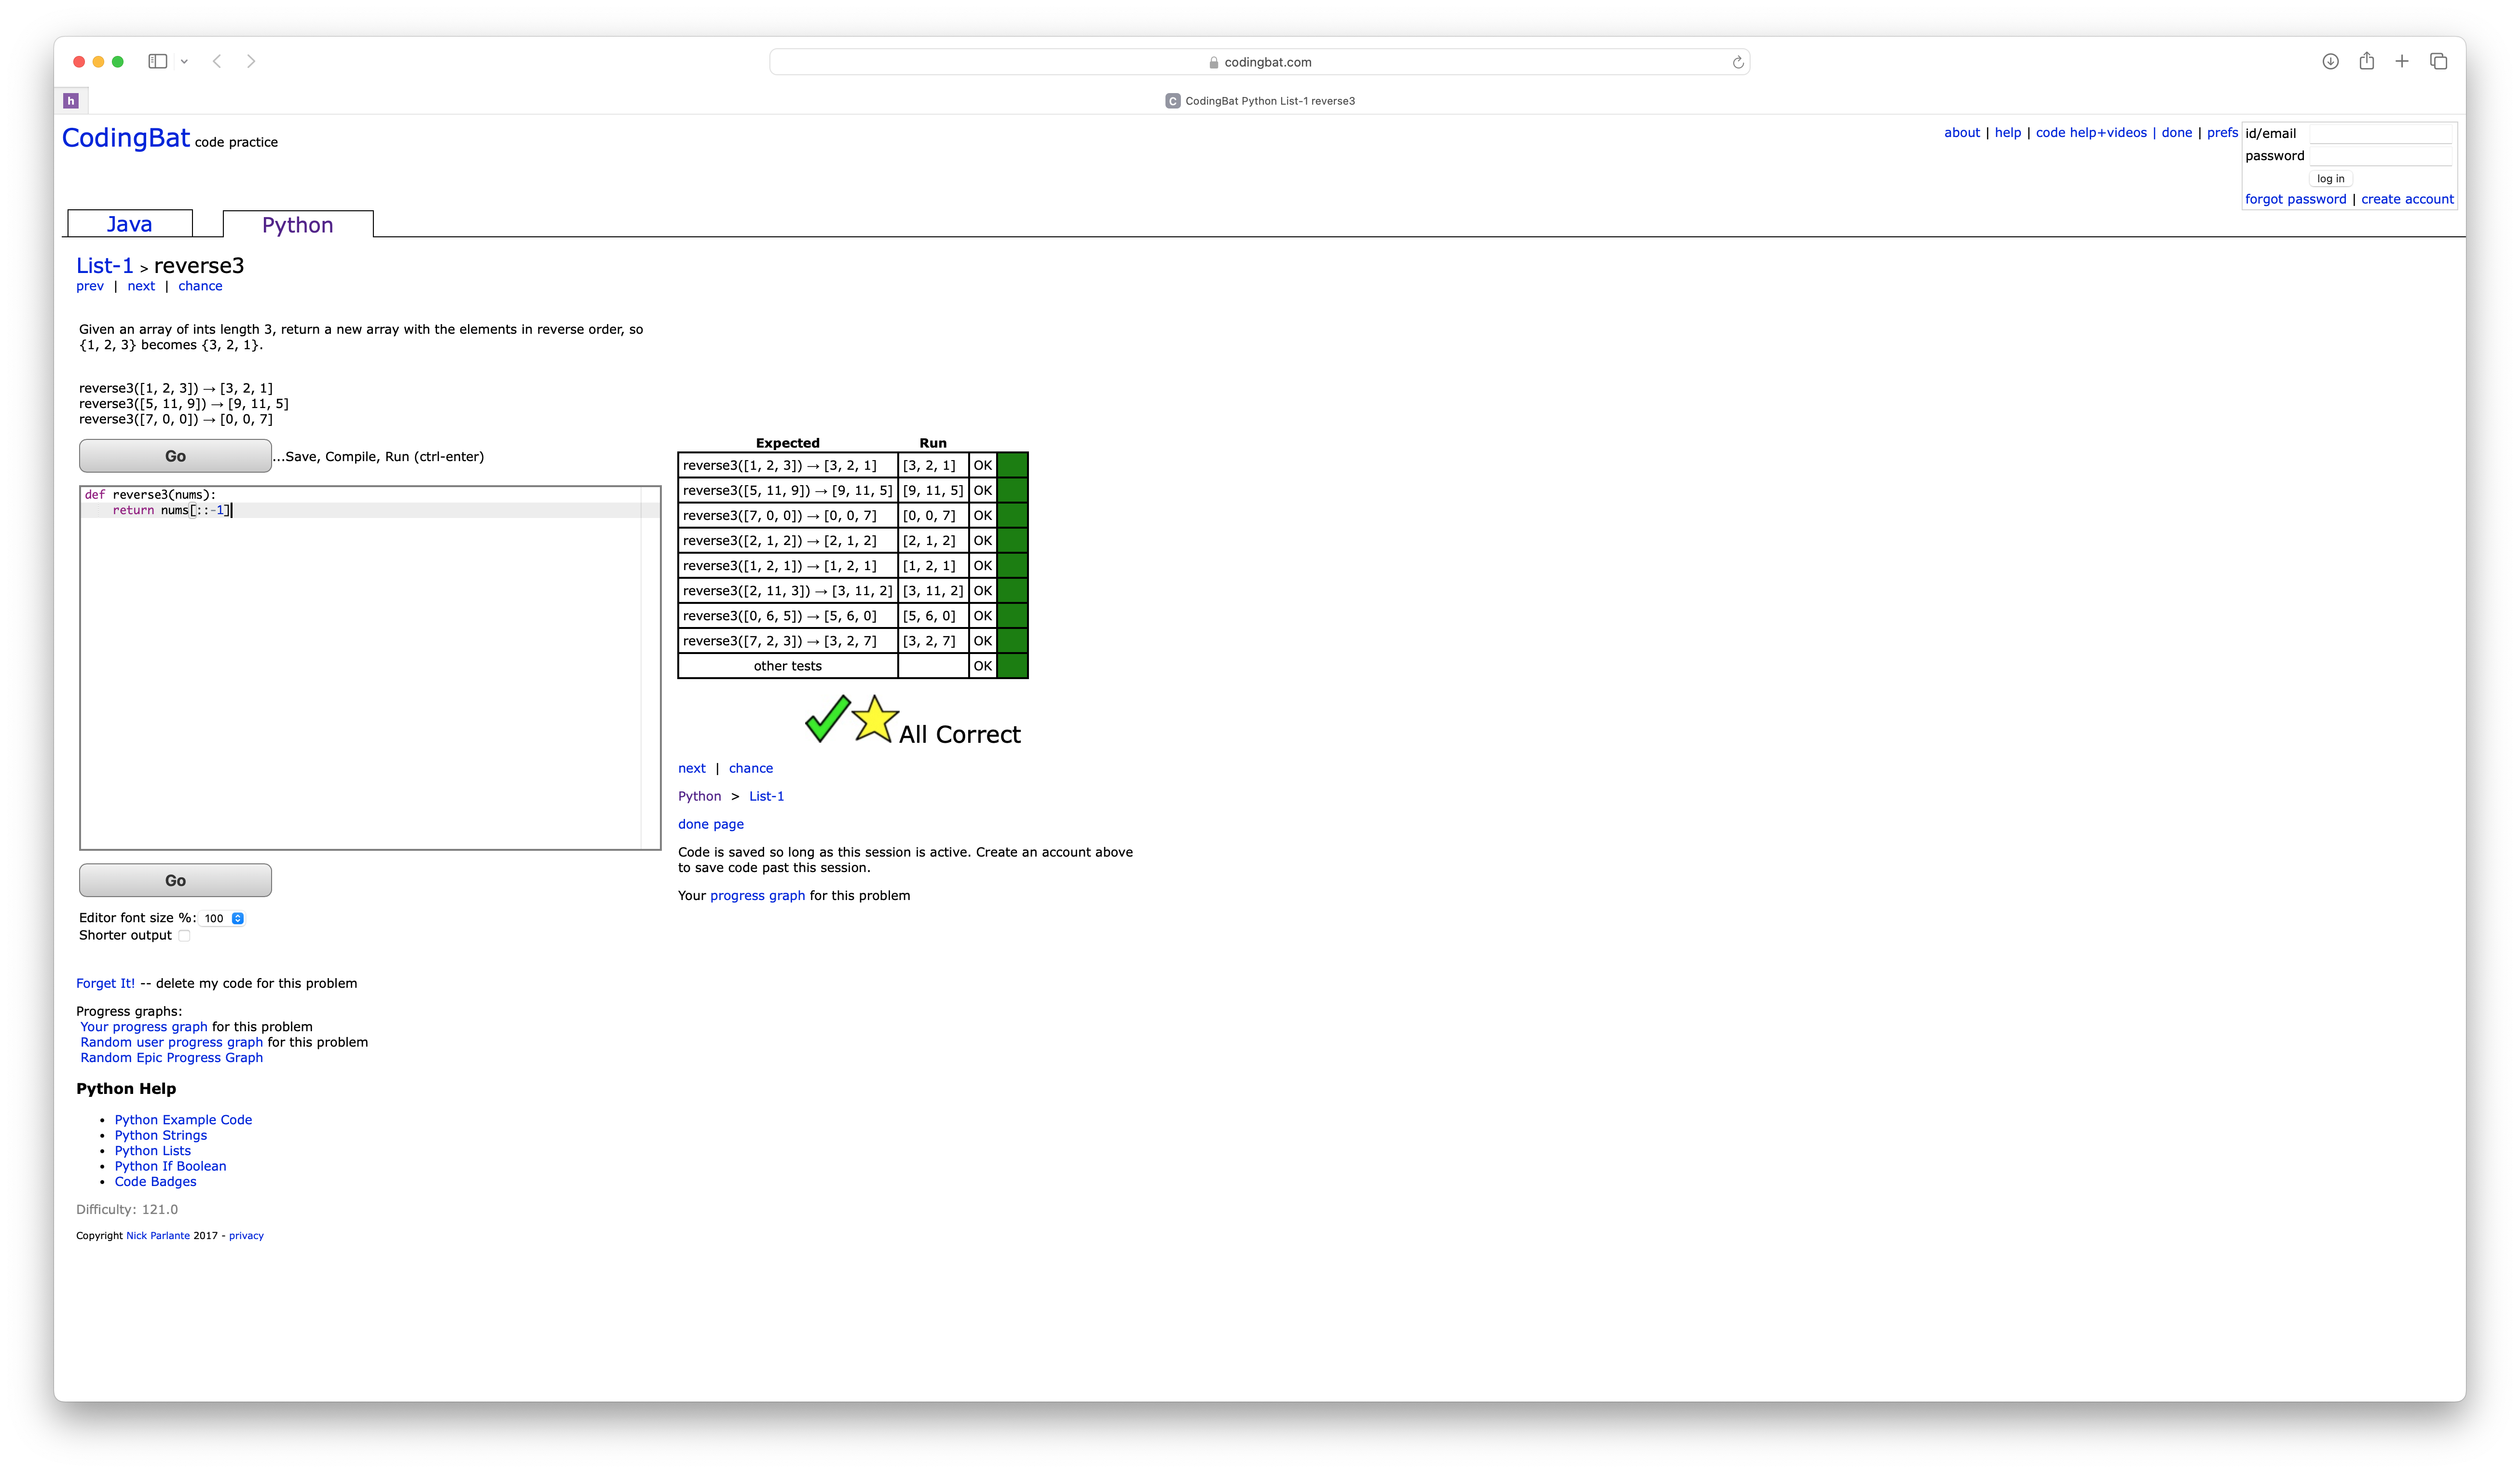 codingbat.com
h
C CodingBat Python List-1 reverse3
CodingBat code practice
about | help | code help+videos | done | prefs
id/email
password
log in
forgot password | create account
Java
Python
List-1 > reverse3
prev | next | chance
Given an array of ints length 3, return a new array with the elements in reverse order, so
{1, 2, 3} becomes {3, 2, 1}.
reverse3([1, 2, 3]) → [3, 2, 1]
reverse3([5, 11, 9]) → [9, 11, 5]
reverse3([7, 0, 0]) → [0, 0, 7]
Go ...Save, Compile, Run (ctrl-enter)
def reverse3(nums):
    return nums[::-1]
Expected Run
reverse3([1, 2, 3]) → [3, 2, 1] [3, 2, 1] OK
reverse3([5, 11, 9]) → [9, 11, 5] [9, 11, 5] OK
reverse3([7, 0, 0]) → [0, 0, 7] [0, 0, 7] OK
reverse3([2, 1, 2]) → [2, 1, 2] [2, 1, 2] OK
reverse3([1, 2, 1]) → [1, 2, 1] [1, 2, 1] OK
reverse3([2, 11, 3]) → [3, 11, 2] [3, 11, 2] OK
reverse3([0, 6, 5]) → [5, 6, 0] [5, 6, 0] OK
reverse3([7, 2, 3]) → [3, 2, 7] [3, 2, 7] OK
other tests OK
All Correct
next | chance
Python > List-1
done page
Code is saved so long as this session is active. Create an account above
to save code past this session.
Your progress graph for this problem
Go
Editor font size %: 100
Shorter output
Forget It! -- delete my code for this problem
Progress graphs:
Your progress graph for this problem
Random user progress graph for this problem
Random Epic Progress Graph
Python Help
• Python Example Code
• Python Strings
• Python Lists
• Python If Boolean
• Code Badges
Difficulty: 121.0
Copyright Nick Parlante 2017 - privacy